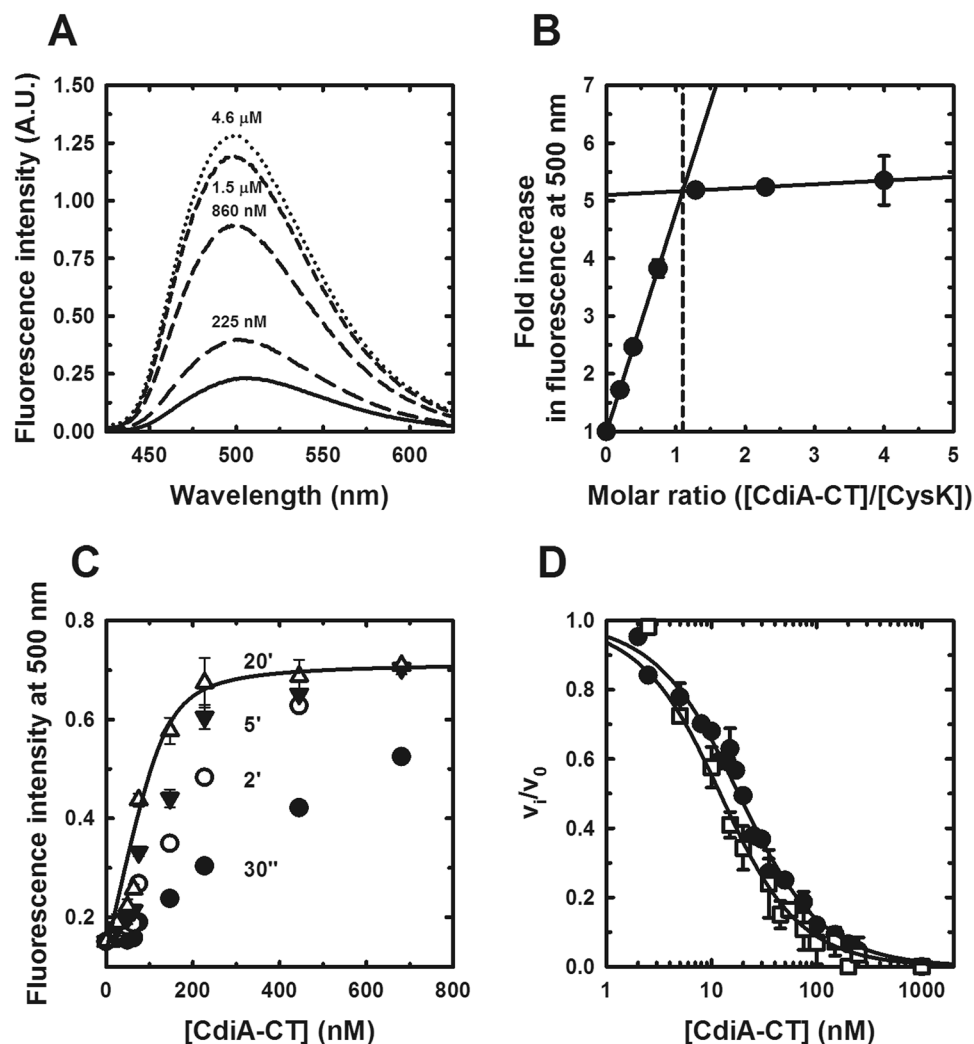 A
Fluorescence intensity (A.U.)
1.50
1.25
1.00
0.75
0.50
0.25
0.00
4.6 μM
1.5 μM
860 nM
225 nM
450 500 550 600
Wavelength (nm)
B
Fold increase
in fluorescence at 500 nm
7
6
5
4
3
2
1
0 1 2 3 4 5
Molar ratio ([CdiA-CT]/[CysK])
C
Fluorescence intensity at 500 nm
0.8
0.6
0.4
0.2
20'
5'
2'
30"
0 200 400 600 800
[CdiA-CT] (nM)
D
vi/v0
1.0
0.8
0.6
0.4
0.2
0.0
1 10 100 1000
[CdiA-CT] (nM)